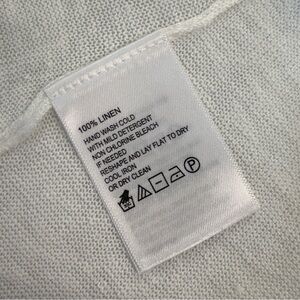 100% LINEN
HAND WASH COLD
WITH MILD DETERGENT
NON CHLORINE BLEACH
IF NEEDED
RESHAPE AND LAY FLAT TO DRY
COOL IRON
OR DRY CLEAN
P